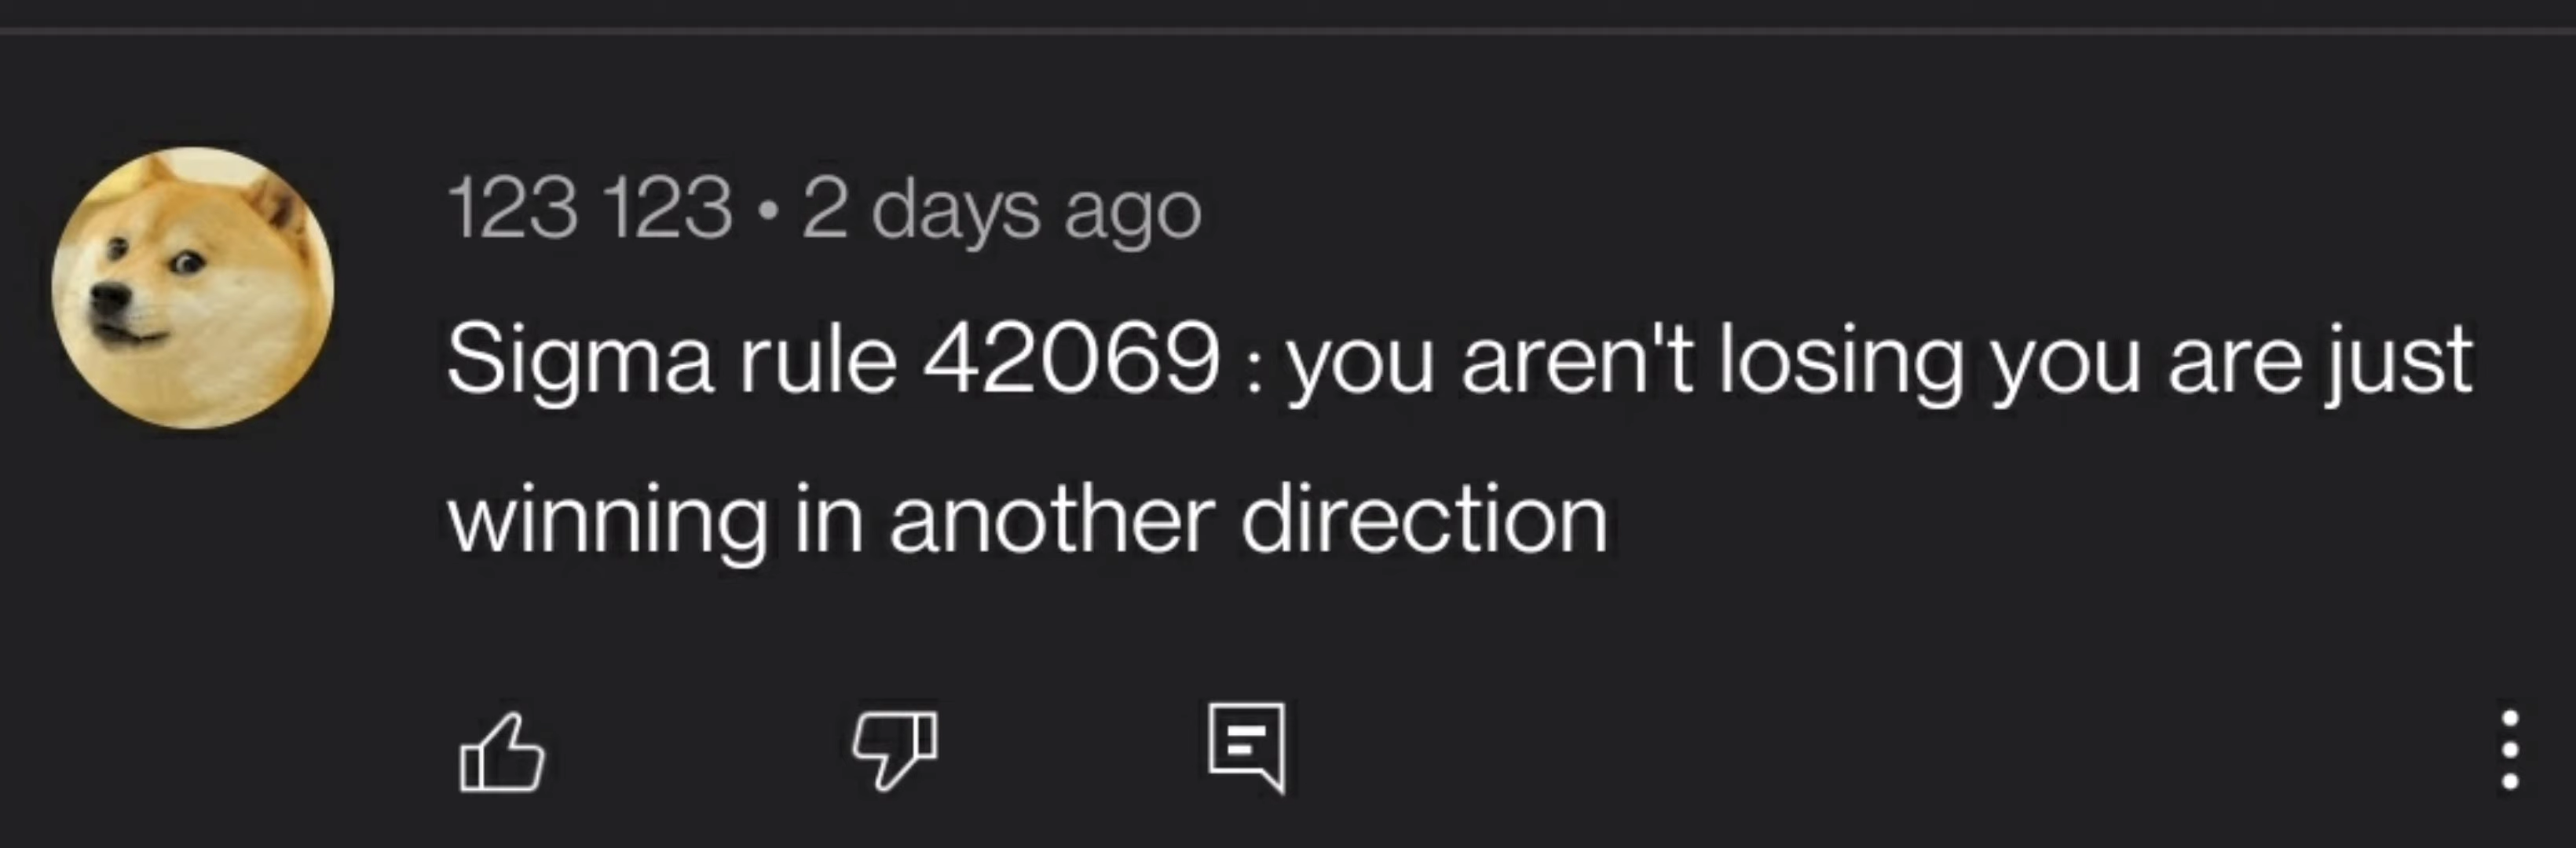 123 123 • 2 days ago
Sigma rule 42069 : you aren't losing you are just
winning in another direction